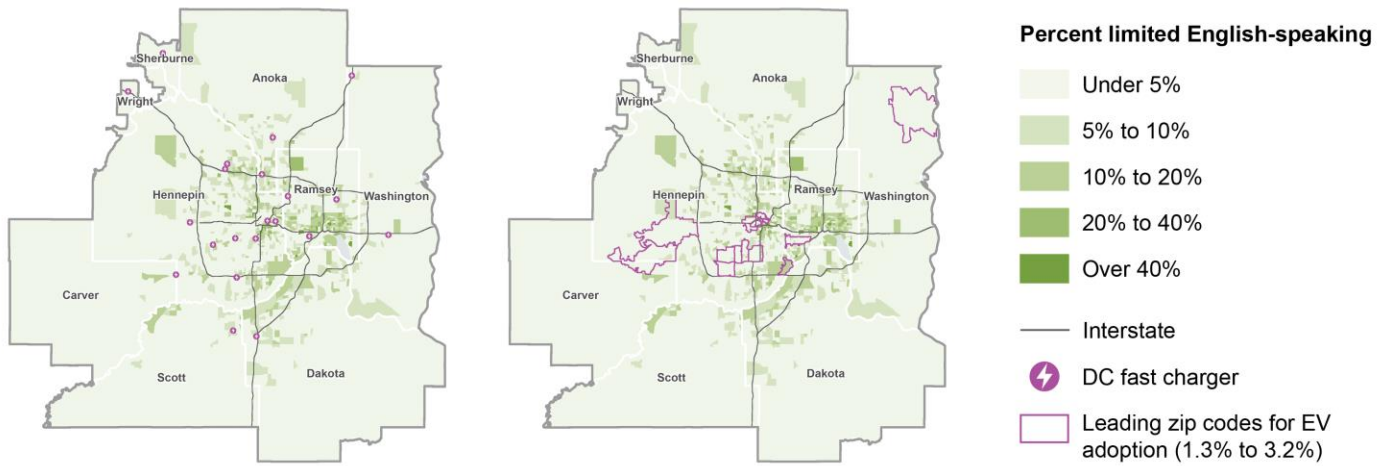 Sherburne
Anoka
Wright
Hennepin
Ramsey
Washington
Carver
Scott
Dakota
Sherburne
Anoka
Wright
Hennepin
Ramsey
Washington
Carver
Scott
Dakota
Percent limited English-speaking
Under 5%
5% to 10%
10% to 20%
20% to 40%
Over 40%
Interstate
DC fast charger
Leading zip codes for EV
adoption (1.3% to 3.2%)